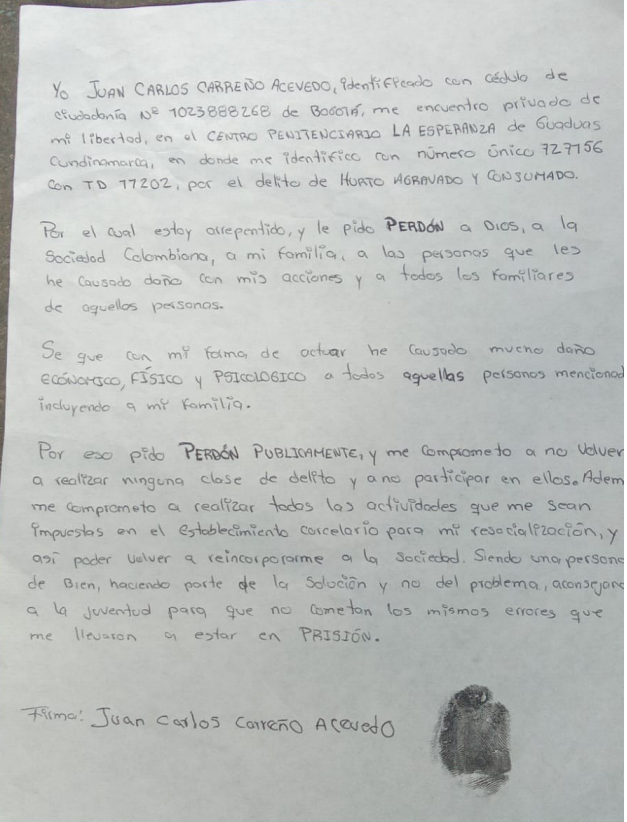 Yo JUAN CARLOS CARREÑO ACEVEDO, identificado con cédula de
ciudadanía Nº 1023888268 de BOGOTÁ, me encuentro privado de
mi libertad, en el CENTRO PENITENCIARIO LA ESPERANZA de Guaduas
Cundinamarca, en donde me identifico con número único 727156
con TD 77202, por el delito de HURTO AGRAVADO Y CONSUMADO.
Por el cual estoy arrepentido, y le pido PERDÓN a DIOS, a la
Sociedad Colombiana, a mi familia, a las personas que les
he causado daño con mis acciones y a todos los familiares
de aquellas personas.
Se que con mi forma de actuar he causado mucho daño
ECÓNOMICO, FÍSICO y PSICOLOGICO a todos aquellas personas mencionad
incluyendo a mi familia.
Por eso pido PERDÓN PUBLICAMENTE, y me comprometo a no volver
a realizar ninguna clase de delito y a no participar en ellos. Adem
me comprometo a realizar todas las actividades que me sean
impuestas en el establecimiento carcelario para mi resocialización, y
así poder volver a reincorporarme a la sociedad. Siendo una persona
de Bien, haciendo parte de la solución y no del problema, aconsejand
a la juventud para que no cometan los mismos errores que
me llevaron a estar en PRISIÓN.
Firma: Juan Carlos Carreño Acevedo